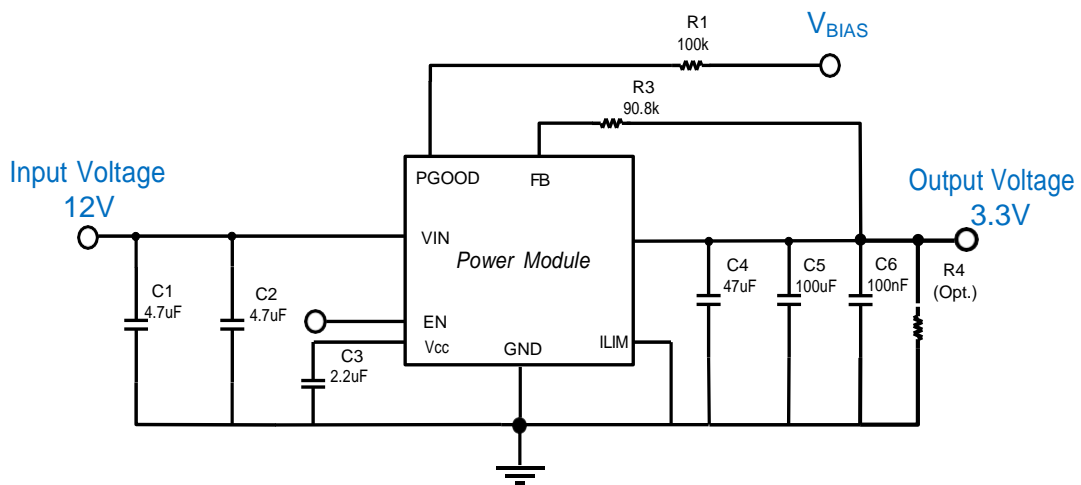 R1
100k
VBIAS
R3
90.8k
PGOOD
FB
Input Voltage
12V
Output Voltage
3.3V
VIN
Power Module
C1
4.7uF
C2
4.7uF
C4
47uF
C5
100uF
C6
100nF
R4
(Opt.)
EN
Vcc
GND
ILIM
C3
2.2uF